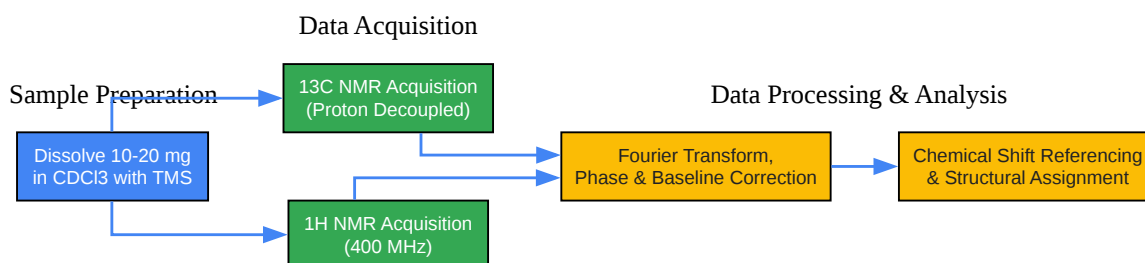 Data Acquisition
Sample Preparation
13C NMR Acquisition
(Proton Decoupled)
Data Processing & Analysis
Dissolve 10-20 mg
in CDCl3 with TMS
Fourier Transform,
Phase & Baseline Correction
Chemical Shift Referencing
& Structural Assignment
1H NMR Acquisition
(400 MHz)